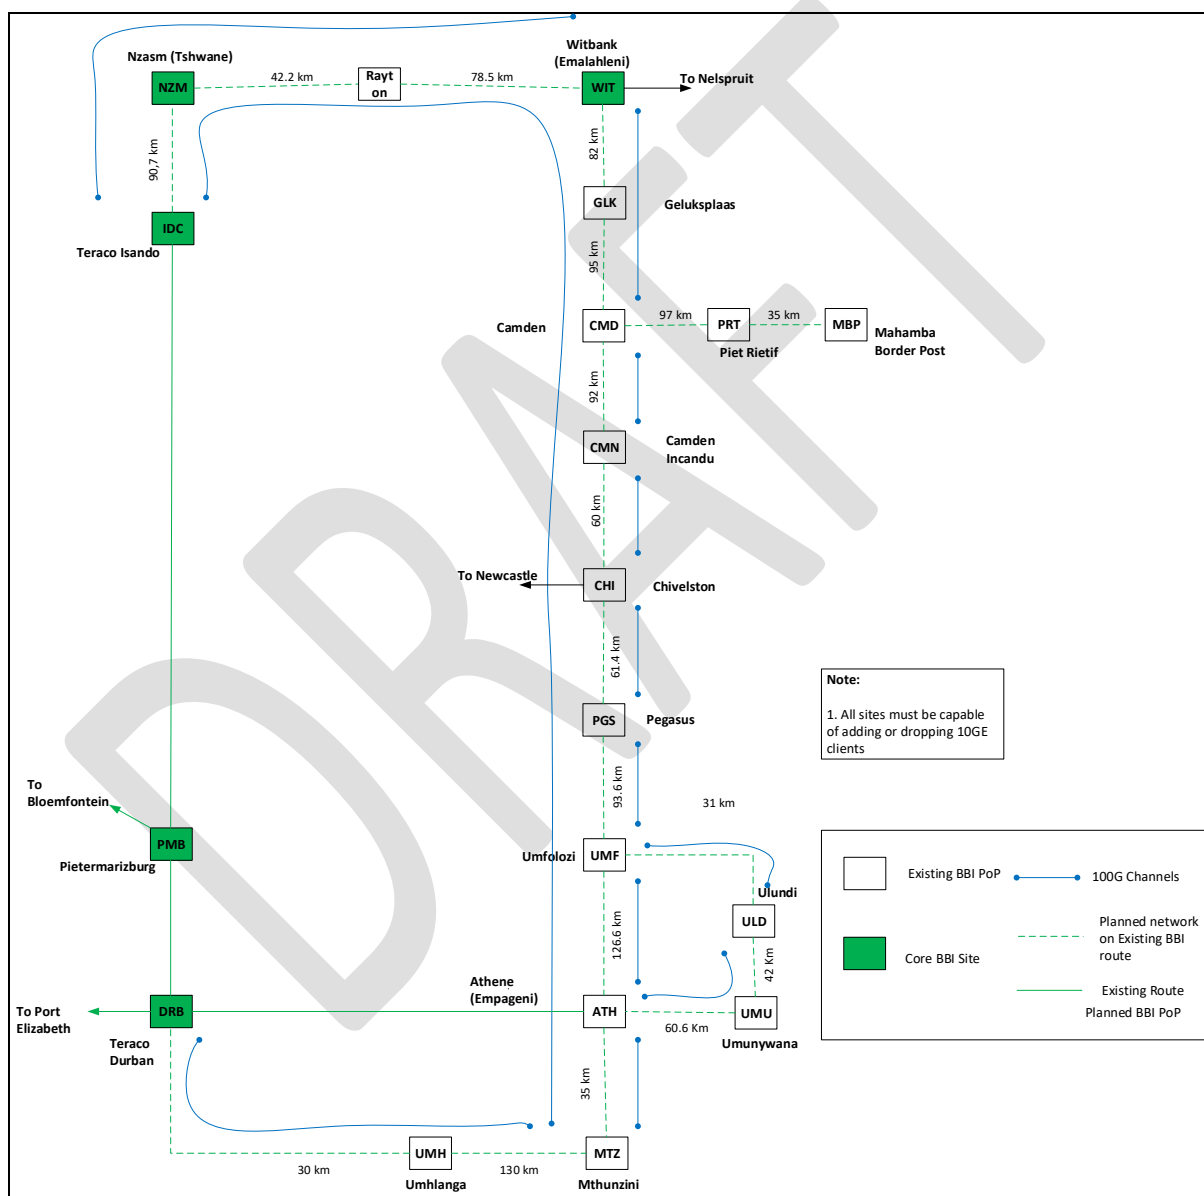 Nzasm (Tshwane)
Witbank
(Emalahleni)
42.2 km
78.5 km
To Nelspruit
NZM
Rayt
on
WIT
90,7 km
82 km
GLK
Geluksplaas
IDC
Teraco Isando
95 km
Camden
CMD
97 km
PRT
35 km
MBP
Piet Rietif
Mahamba
Border Post
92 km
CMN
Camden
Incandu
60 km
To Newcastle
CHI
Chivelston
61.4 km
Note:
1. All sites must be capable
of adding or dropping 10GE
clients
PGS
Pegasus
93.6 km
31 km
To
Bloemfontein
PMB
Pietermarizburg
Umfolozi
UMF
Ulundi
ULD
126.6 km
42 Km
Existing BBI PoP
100G Channels
Core BBI Site
Planned network
on Existing BBI
route
Existing Route
Planned BBI PoP
Athene
(Empageni)
To Port
Elizabeth
DRB
ATH
60.6 Km
UMU
Umunywana
Teraco
Durban
35 km
30 km
UMH
130 km
MTZ
Umhlanga
Mthunzini
DRAFT